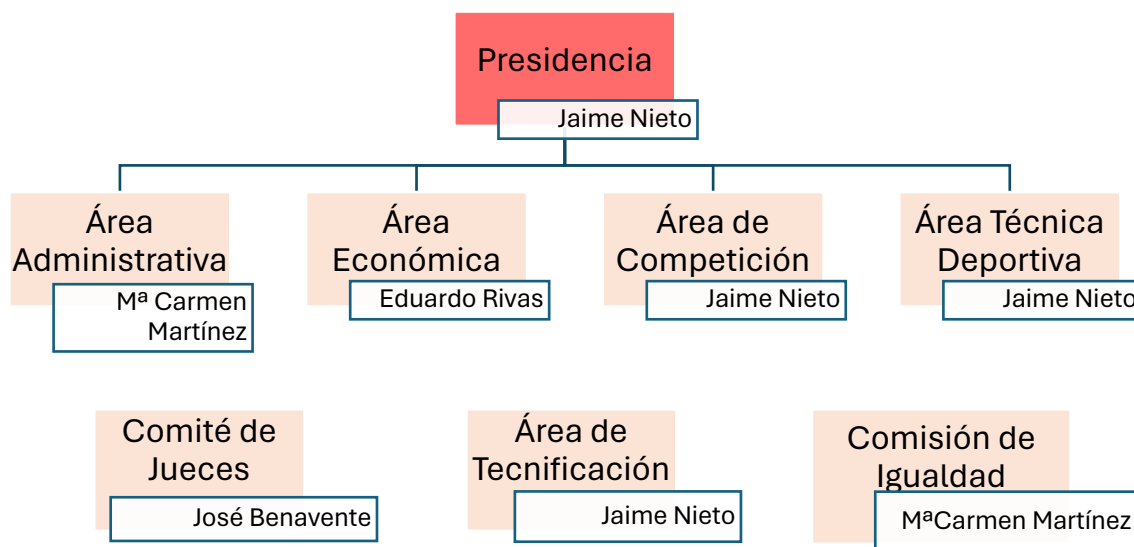 Presidencia
Jaime Nieto
Área
Administrativa
Mª Carmen
Martínez
Área
Económica
Eduardo Rivas
Área de
Competición
Jaime Nieto
Área Técnica
Deportiva
Jaime Nieto
Comité de
Jueces
José Benavente
Área de
Tecnificación
Jaime Nieto
Comisión de
Igualdad
MªCarmen Martínez